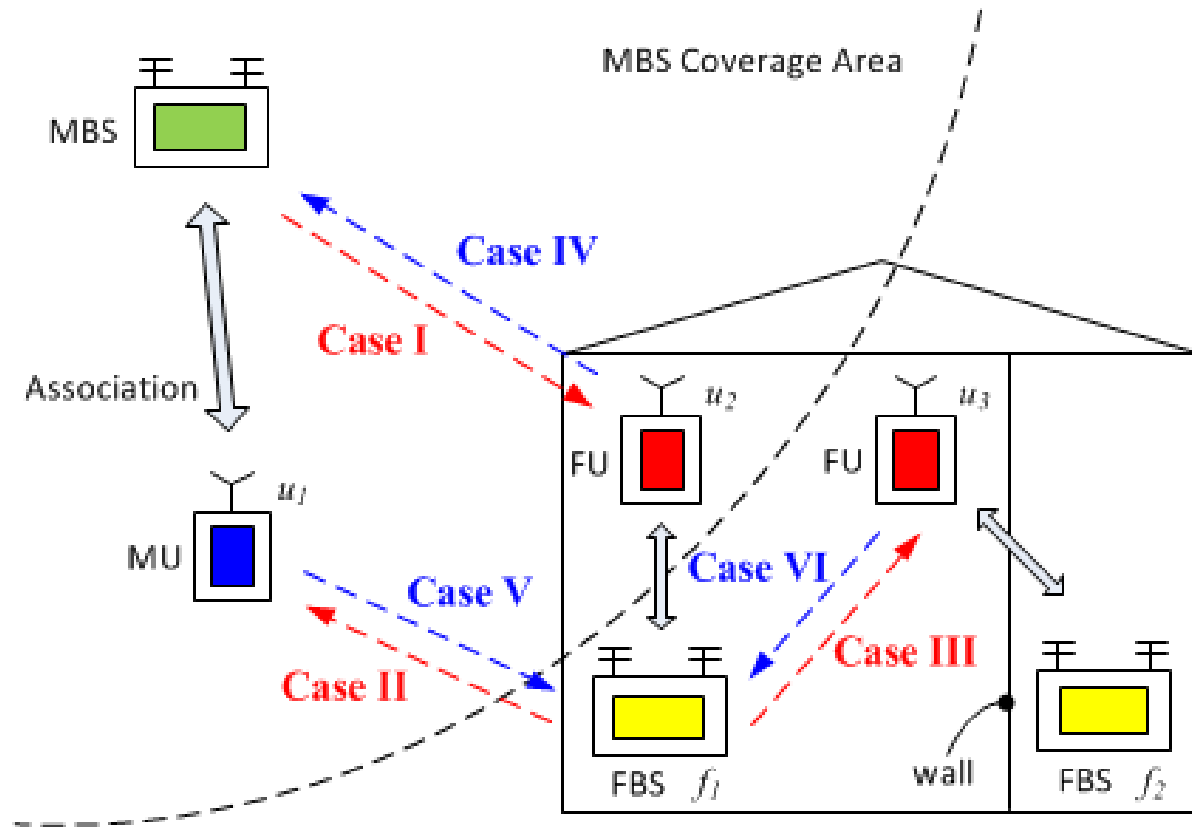 MBS Coverage Area
MBS
Case IV
Case I
Association
u2
u3
FU
FU
u1
MU
Case V
Case VI
Case II
Case III
wall
FBS f1
FBS f2